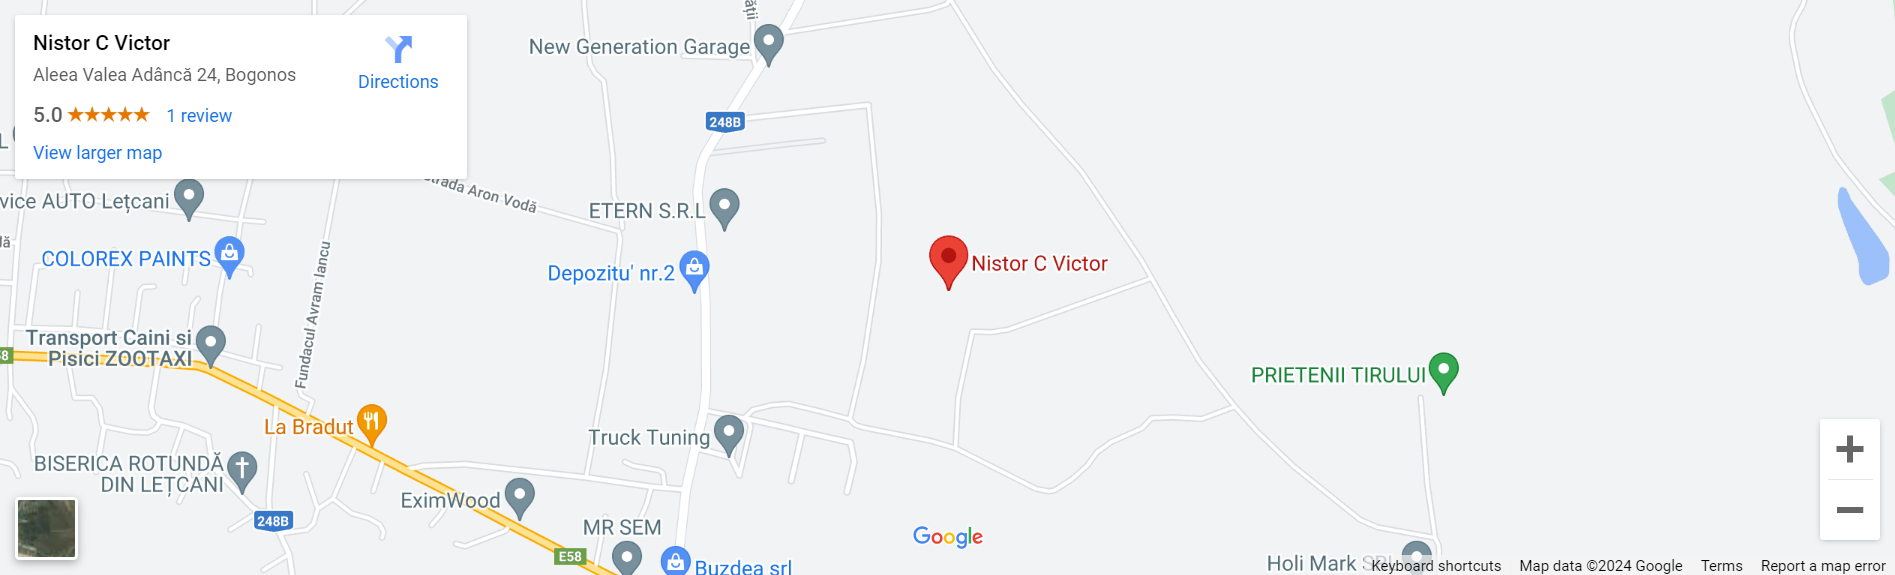 Nistor C Victor
Directions
Aleea Valea Adâncă 24, Bogonos
5.0
1 review
View larger map
New Generation Garage
248B
vice AUTO Lețcani
Strada Aron Vodă
ETERN S.R.L
COLOREX PAINTS
Depozitu' nr.2
Nistor C Victor
Fundacul Avram Iancu
Transport Caini si
Pisici ZOOTAXI
PRIETENII TIRULUI
La Bradut
Truck Tuning
BISERICA ROTUNDĂ
DIN LEȚCANI
EximWood
248B
MR SEM
Google
E58
Buzdea srl
Holi Mark SRL
Keyboard shortcuts
Map data ©2024 Google
Terms
Report a map error